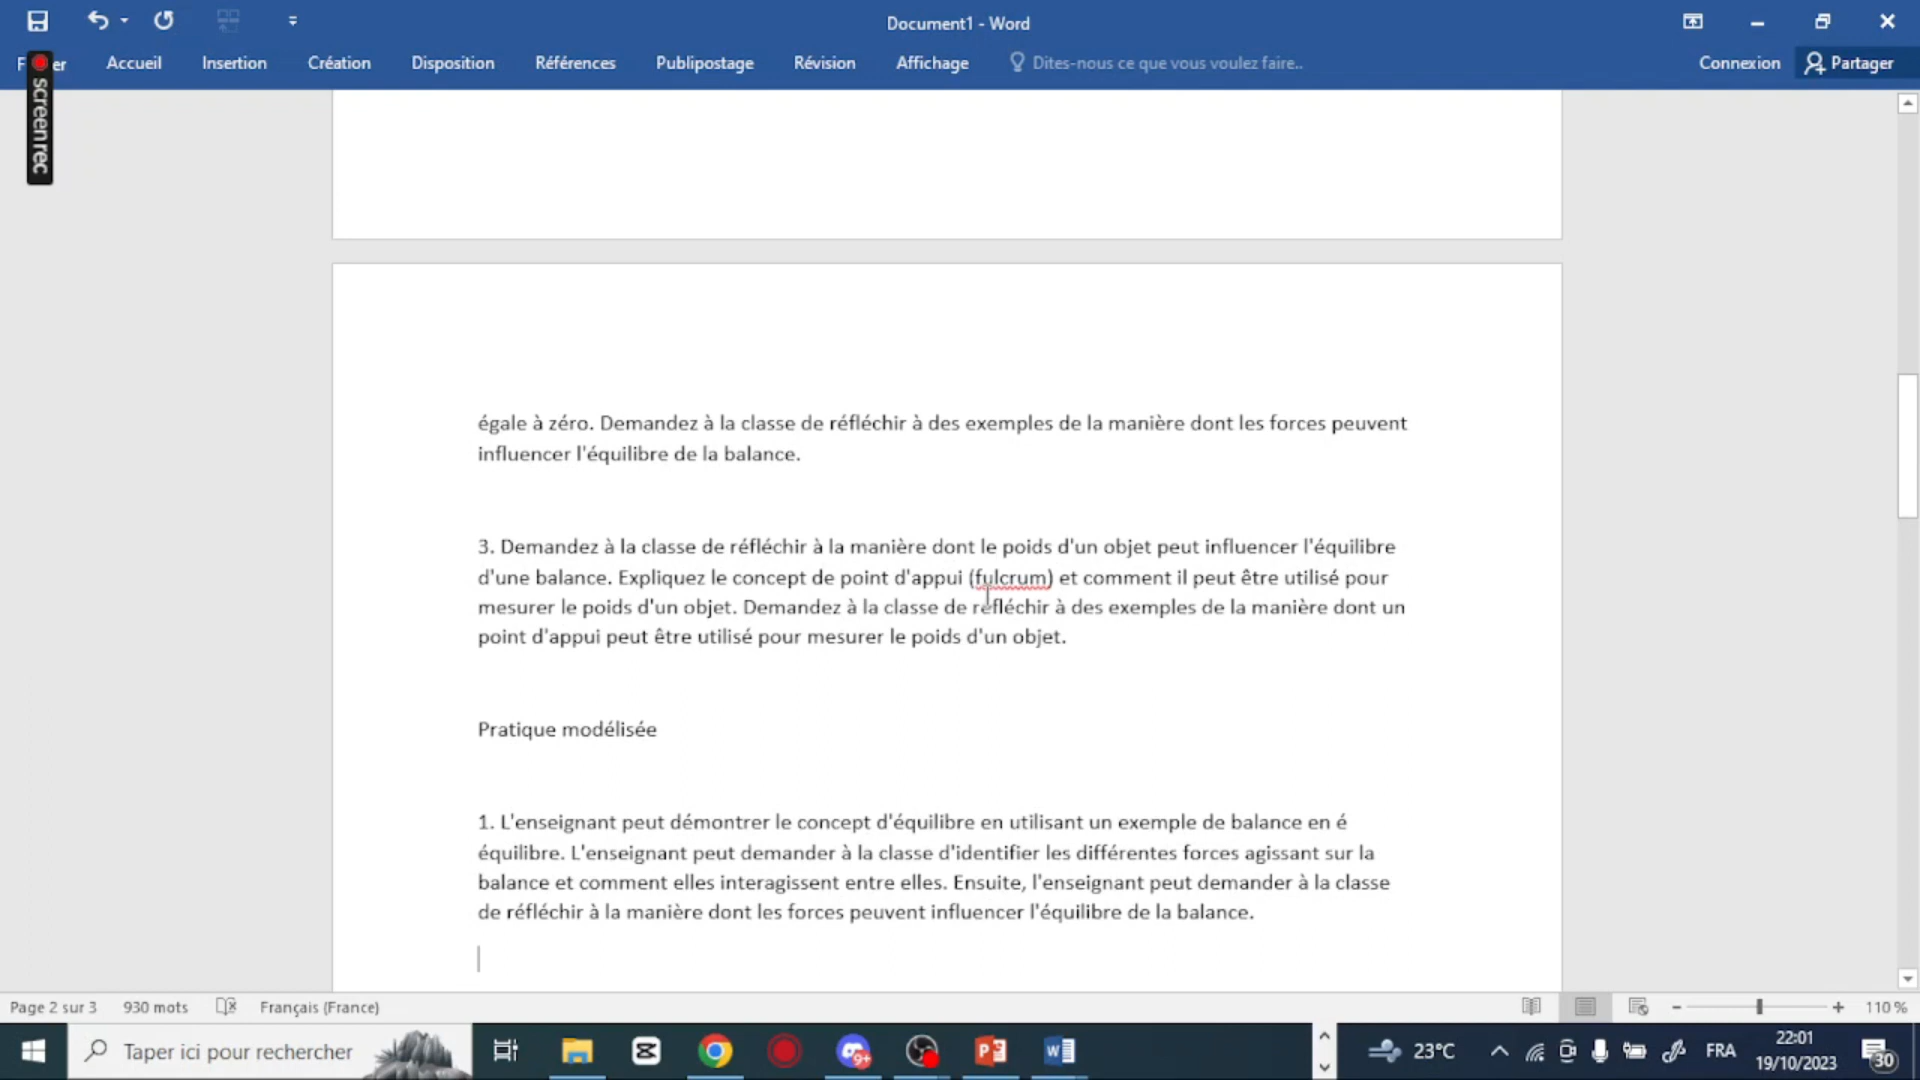 Document1 - Word
Accueil
Insertion
Création
Disposition
Références
Publipostage
Révision
Affichage
Dites-nous ce que vous voulez faire..
Connexion
Partager
screenrec
égale à zéro. Demandez à la classe de réfléchir à des exemples de la manière dont les forces peuvent
influencer l'équilibre de la balance.
3. Demandez à la classe de réfléchir à la manière dont le poids d'un objet peut influencer l'équilibre
d'une balance. Expliquez le concept de point d'appui (fulcrum) et comment il peut être utilisé pour
mesurer le poids d'un objet. Demandez à la classe de réfléchir à des exemples de la manière dont un
point d'appui peut être utilisé pour mesurer le poids d'un objet.
Pratique modélisée
1. L'enseignant peut démontrer le concept d'équilibre en utilisant un exemple de balance en é
équilibre. L'enseignant peut demander à la classe d'identifier les différentes forces agissant sur la
balance et comment elles interagissent entre elles. Ensuite, l'enseignant peut demander à la classe
de réfléchir à la manière dont les forces peuvent influencer l'équilibre de la balance.
Page 2 sur 3
930 mots
Français (France)
110 %
Taper ici pour rechercher
9+
23°C
FRA
22:01
19/10/2023
30